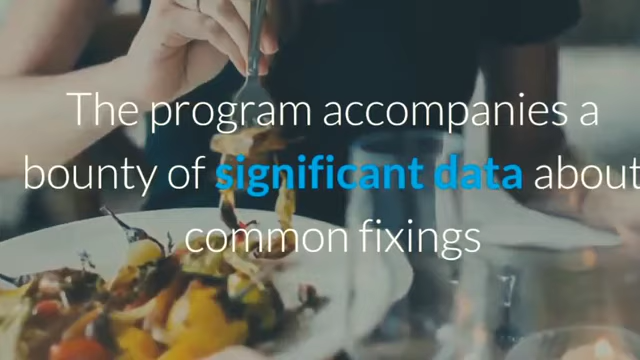 The program accompanies a
bounty of significant data about
common fixings